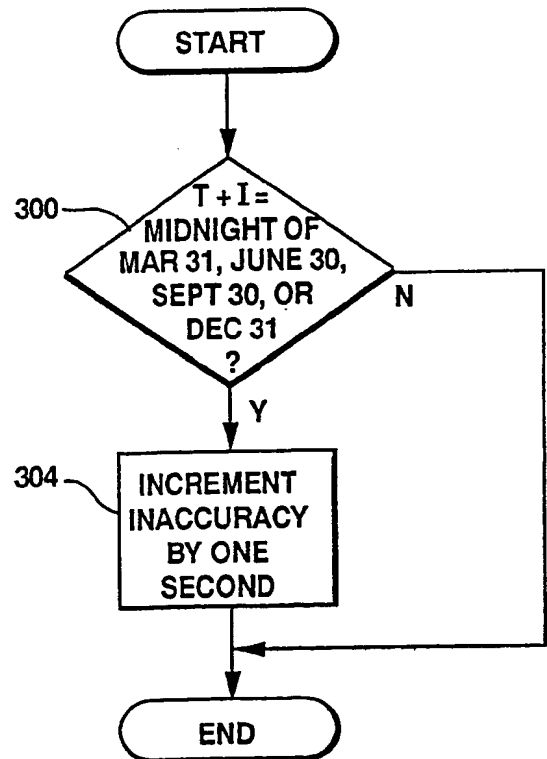 START
300
T + I =
MIDNIGHT OF
MAR 31, JUNE 30,
SEPT 30, OR
DEC 31
?
N
Y
304
INCREMENT
INACCURACY
BY ONE
SECOND
END